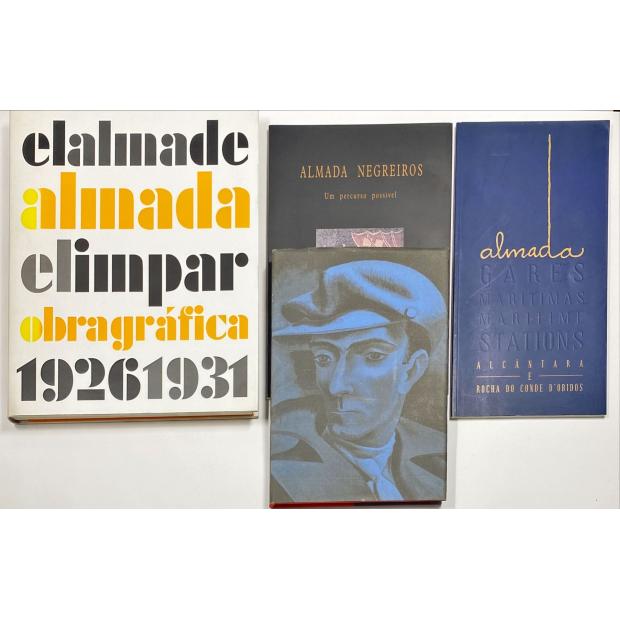 elalmade
almada
elimpar
obragráfica
19261931
ALMADA NEGREIROS
Um percurso possível
almada
GARES
MARÍTIMAS
MARITIME
STATIONS
ALCÂNTARA
E
ROCHA DO CONDE D'ÓBIDOS